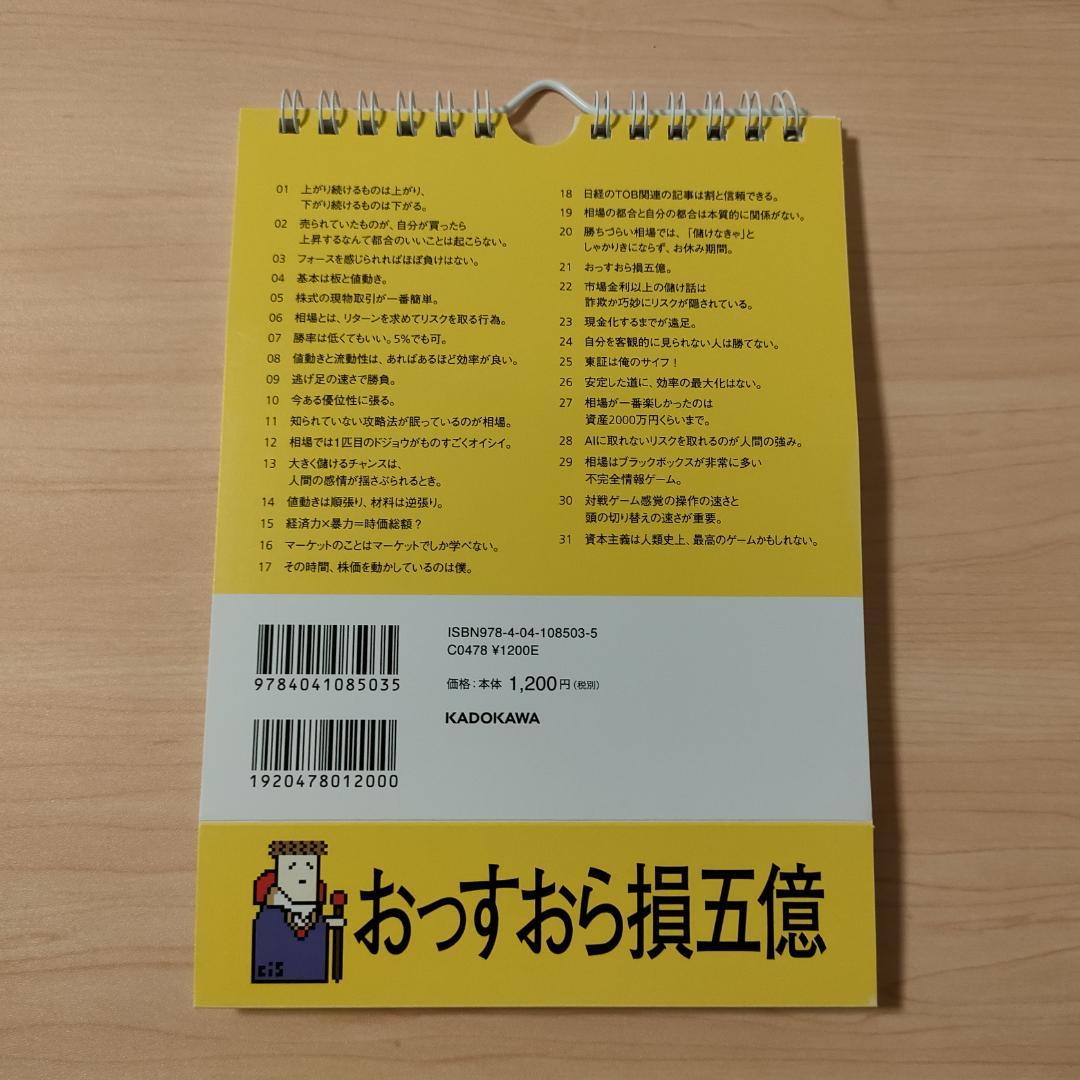 01 上がり続けるものは上がり、
下がり続けるものは下がる。
02 売られていたものが、自分が買ったら
上昇するなんて都合のいいことは起こらない。
03 フォースを感じられればほぼ負けはない。
04 基本は板と値動き。
05 株式の現物取引が一番簡単。
06 相場とは、リターンを求めてリスクを取る行為。
07 勝率は低くてもいい。5%でも可。
08 値動きと流動性は、あればあるほど効率が良い。
09 逃げ足の速さで勝負。
10 今ある優位性に張る。
11 知られていない攻略法が眠っているのが相場。
12 相場では1匹目のドジョウがものすごくオイシイ。
13 大きく儲けるチャンスは、
人間の感情が揺さぶられるとき。
14 値動きは順張り、材料は逆張り。
15 経済力×暴力=時価総額？
16 マーケットのことはマーケットでしか学べない。
17 その時間、株価を動かしているのは僕。
18 日経のTOB関連の記事は割と信頼できる。
19 相場の都合と自分の都合は本質的に関係がない。
20 勝ちづらい相場では、「儲けなきゃ」と
しゃかりきにならず、お休み期間。
21 おっすおら損五億。
22 市場金利以上の儲け話は
詐欺か巧妙にリスクが隠されている。
23 現金化するまでが遠足。
24 自分を客観的に見られない人は勝てない。
25 東証は俺のサイフ！
26 安定した道に、効率の最大化はない。
27 相場が一番楽しかったのは
資産2000万円くらいまで。
28 AIに取れないリスクを取れるのが人間の強み。
29 相場はブラックボックスが非常に多い
不完全情報ゲーム。
30 対戦ゲーム感覚の操作の速さと
頭の切り替えの速さが重要。
31 資本主義は人類史上、最高のゲームかもしれない。
9784041085035
1920478012000
ISBN978-4-04-108503-5
C0478 ¥1200E
価格：本体 1,200円（税別）
KADOKAWA
cis
おっすおら損五億